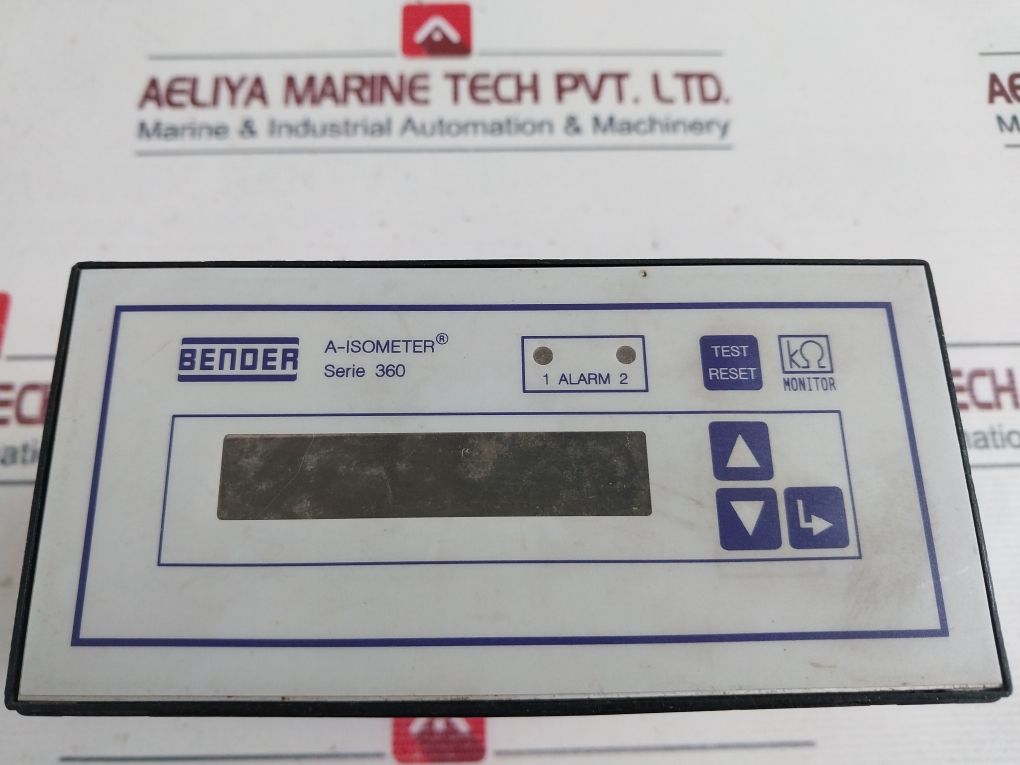 AELIYA MARINE TECH PVT. LTD.
Marine & Industrial Automation & Machinery
BENDER
A-ISOMETER®
Serie 360
1 ALARM 2
TEST
RESET
kΩ
MONITOR